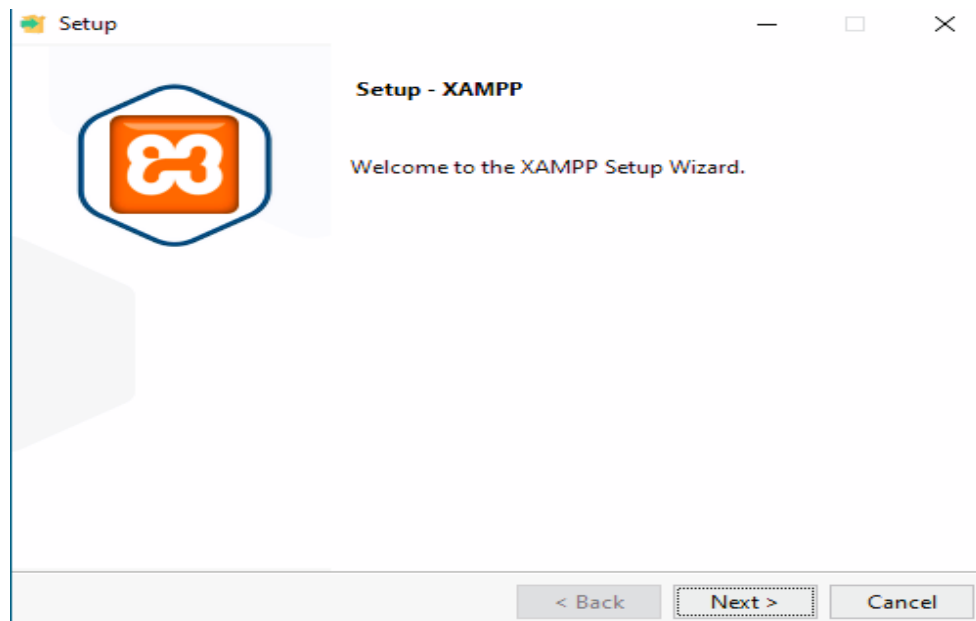 Setup
Setup - XAMPP
Welcome to the XAMPP Setup Wizard.
< Back
Next >
Cancel